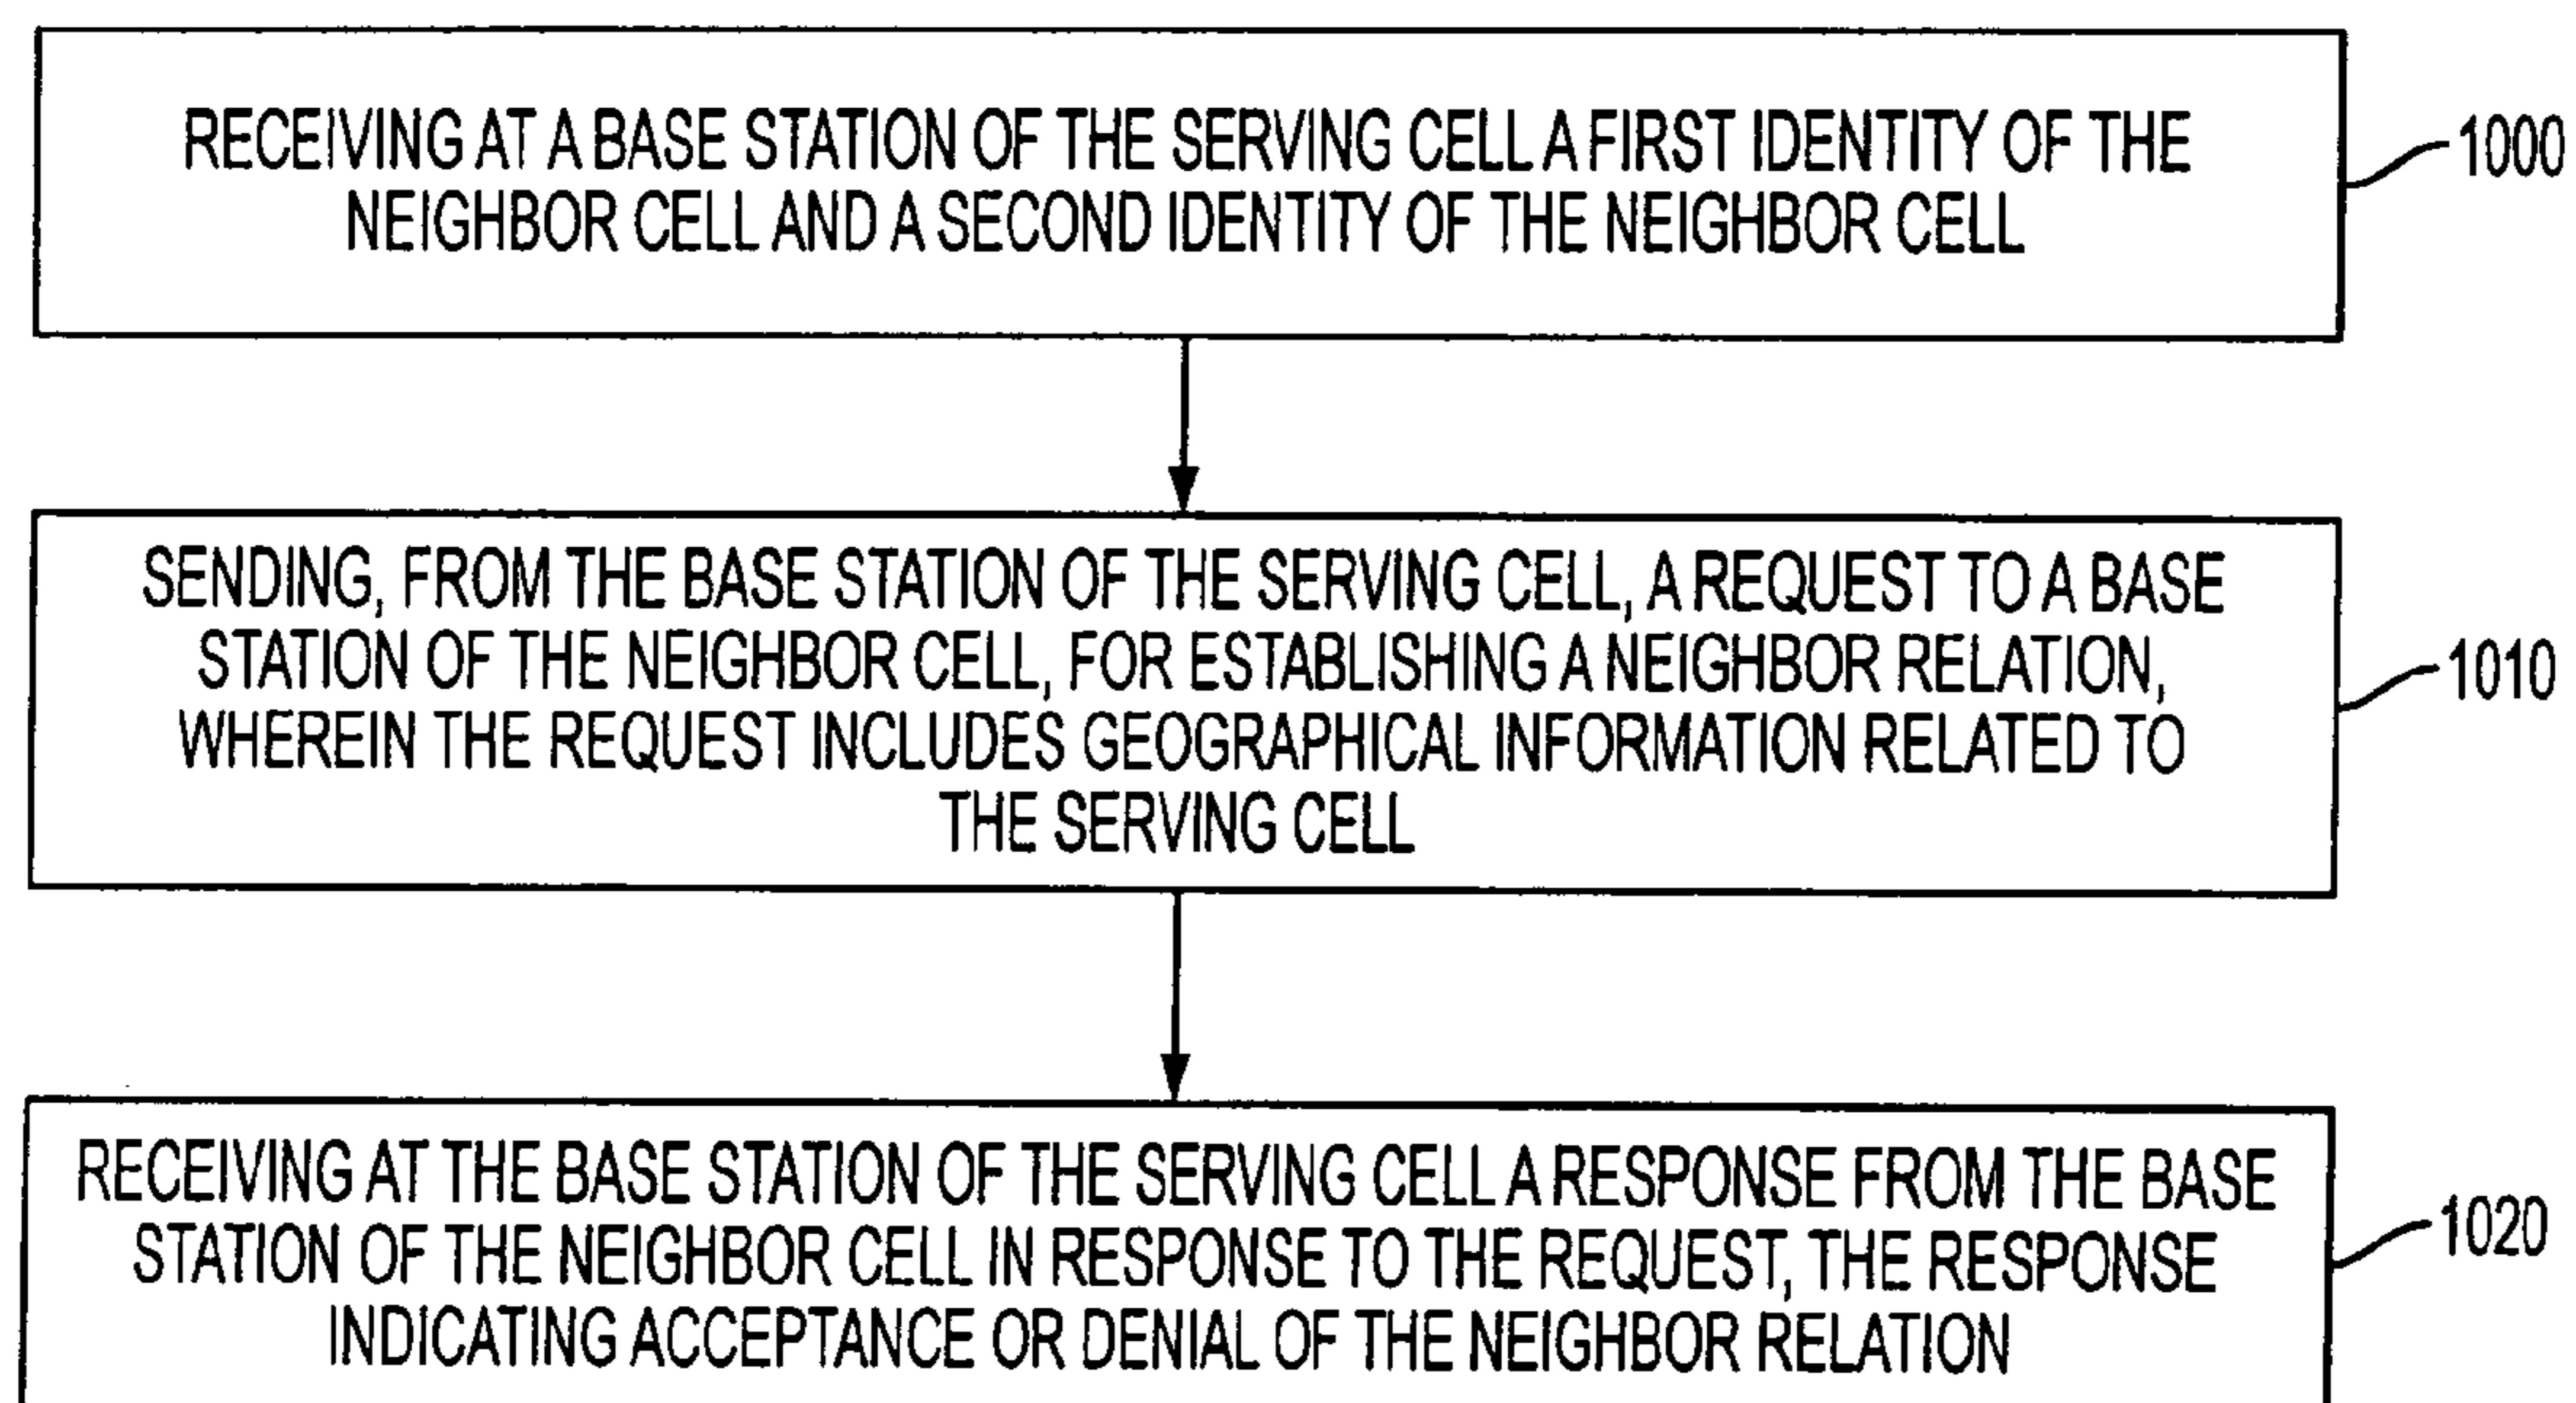 RECEIVING AT A BASE STATION OF THE SERVING CELL A FIRST IDENTITY OF THE
NEIGHBOR CELL AND A SECOND IDENTITY OF THE NEIGHBOR CELL
1000
SENDING, FROM THE BASE STATION OF THE SERVING CELL, A REQUEST TO A BASE
STATION OF THE NEIGHBOR CELL, FOR ESTABLISHING A NEIGHBOR RELATION,
WHEREIN THE REQUEST INCLUDES GEOGRAPHICAL INFORMATION RELATED TO
THE SERVING CELL
1010
RECEIVING AT THE BASE STATION OF THE SERVING CELL A RESPONSE FROM THE BASE
STATION OF THE NEIGHBOR CELL IN RESPONSE TO THE REQUEST, THE RESPONSE
INDICATING ACCEPTANCE OR DENIAL OF THE NEIGHBOR RELATION
1020